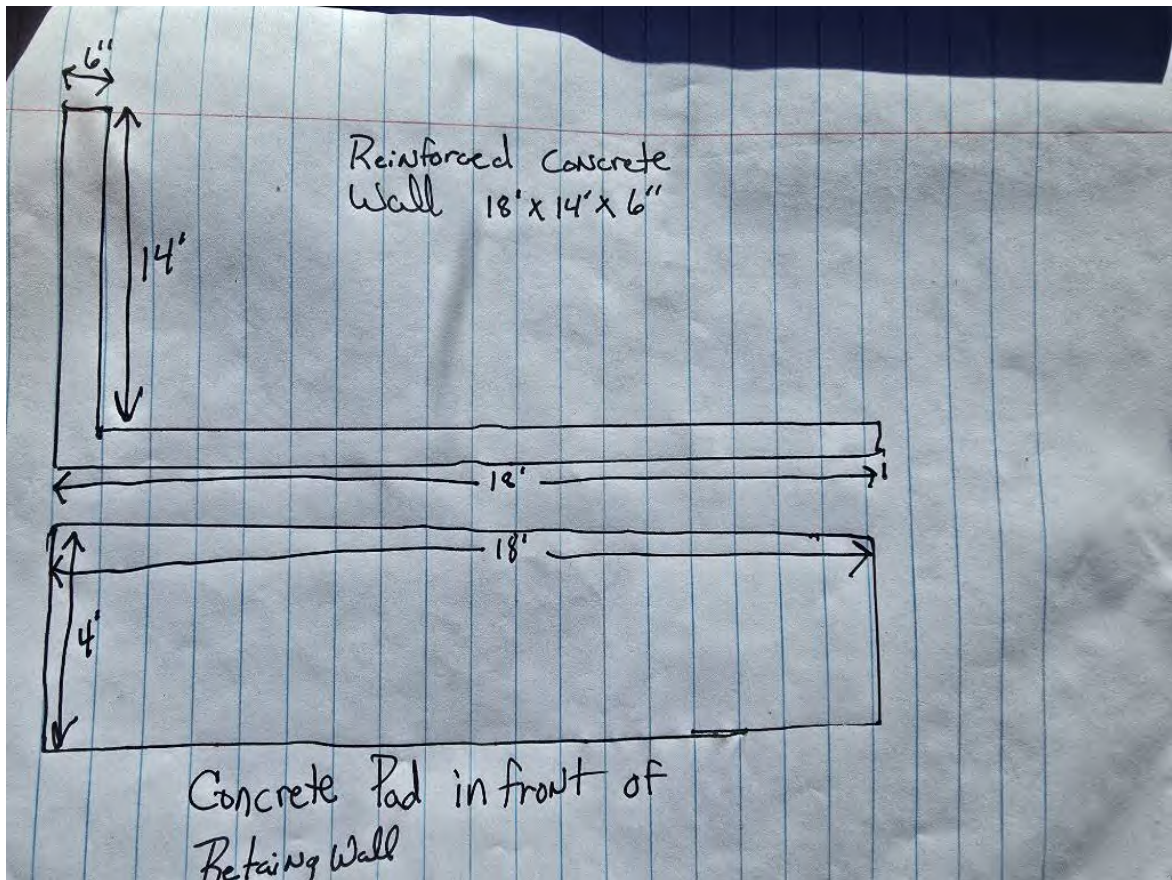 6"
Reinforced Concrete
Wall 18' x 14' x 6"
14'
18'
18'
4'
Concrete Pad in front of
Retaing Wall